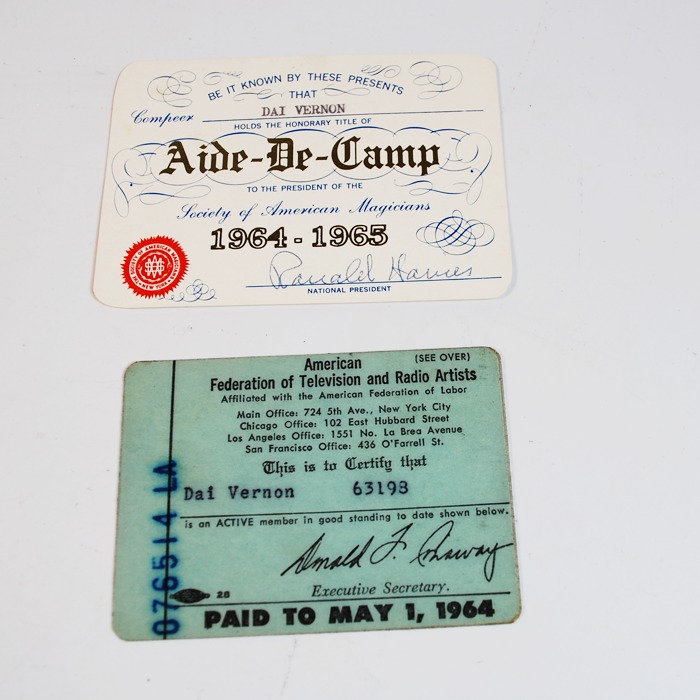 BE IT KNOWN BY THESE PRESENTS
THAT
Compeer DAI VERNON
HOLDS THE HONORARY TITLE OF
Aide-De-Camp
TO THE PRESIDENT OF THE
Society of American Magicians
1964-1965
NATIONAL PRESIDENT
American (SEE OVER)
Federation of Television and Radio Artists
Affiliated with the American Federation of Labor
Main Office: 724 5th Ave., New York City
Chicago Office: 102 East Hubbard Street
Los Angeles Office: 1551 No. La Brea Avenue
San Francisco Office: 436 O'Farrell St.
This is to Certify that
Dai Vernon 63198
is an ACTIVE member in good standing to date shown below.
Executive Secretary.
28
PAID TO MAY 1, 1964
076514 LA